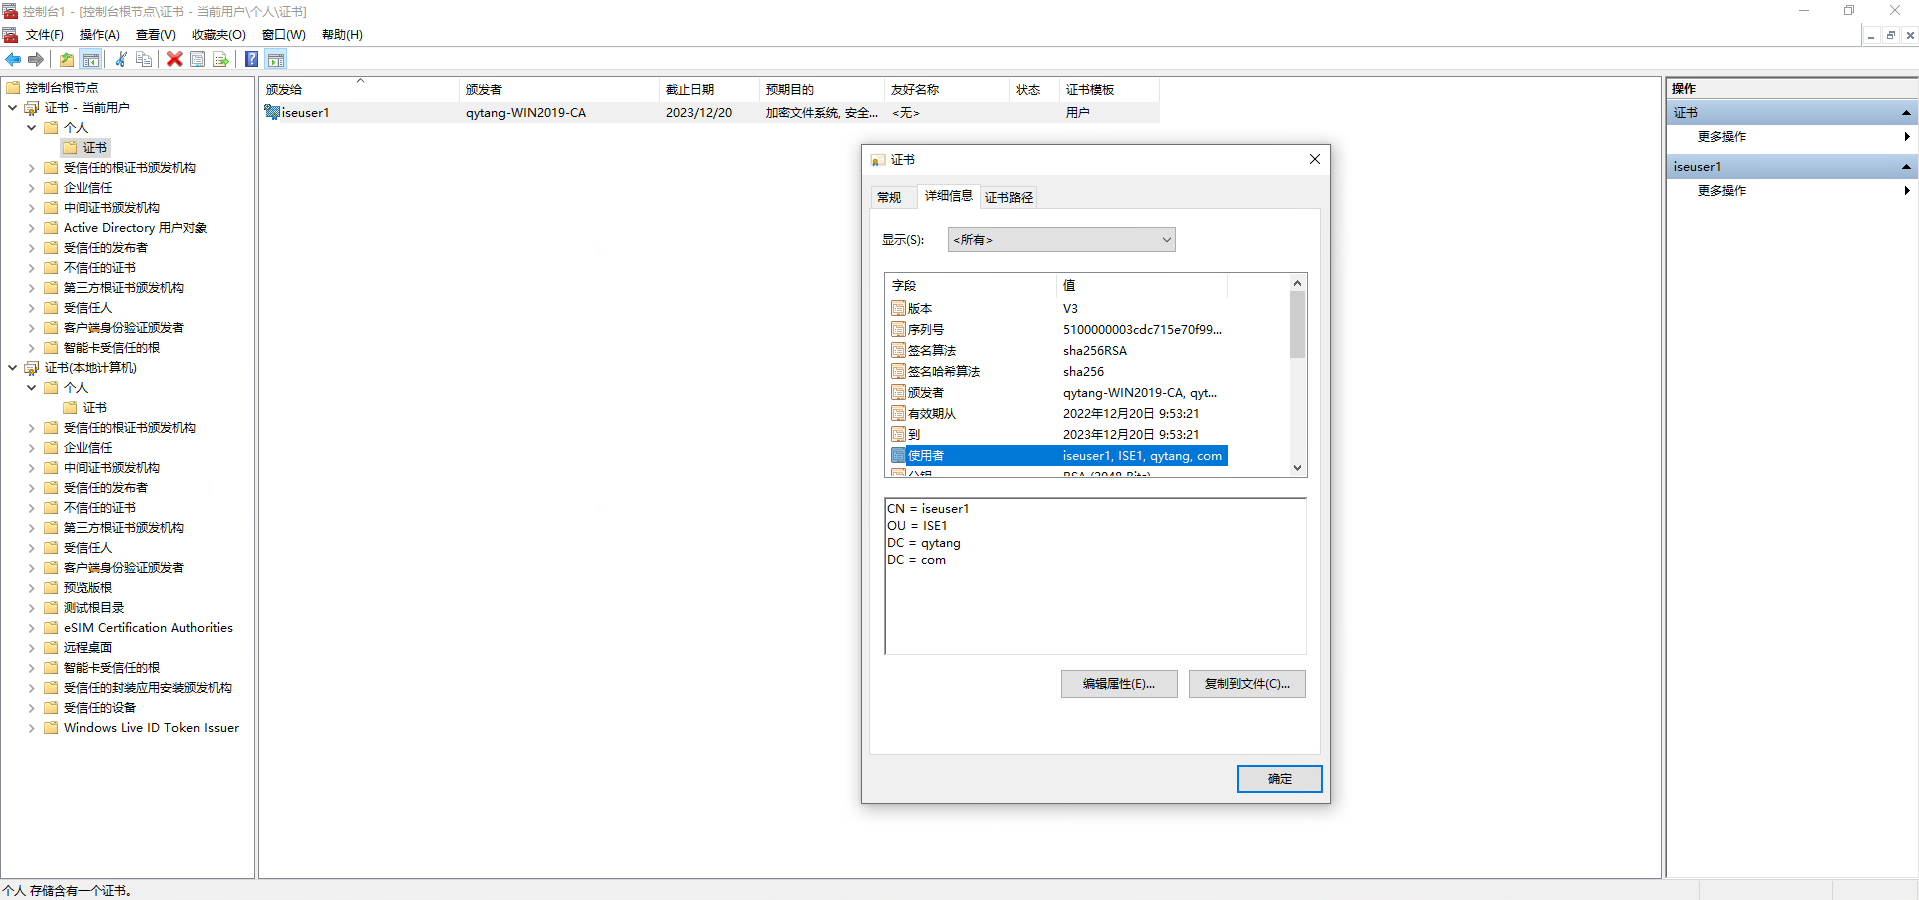 控制台1 - [控制台根节点\证书 - 当前用户\个人\证书]
文件(F) 操作(A) 查看(V) 收藏夹(O) 窗口(W) 帮助(H)
控制台根节点
证书 - 当前用户
个人
证书
受信任的根证书颁发机构
企业信任
中间证书颁发机构
Active Directory 用户对象
受信任的发布者
不信任的证书
第三方根证书颁发机构
受信任人
客户端身份验证颁发者
智能卡受信任的根
证书(本地计算机)
个人
证书
受信任的根证书颁发机构
企业信任
中间证书颁发机构
受信任的发布者
不信任的证书
第三方根证书颁发机构
受信任人
客户端身份验证颁发者
预览版根
测试根目录
eSIM Certification Authorities
远程桌面
智能卡受信任的根
受信任的封装应用安装颁发机构
受信任的设备
Windows Live ID Token Issuer
颁发给 颁发者 截止日期 预期目的 友好名称 状态 证书模板
iseuser1 qytang-WIN2019-CA 2023/12/20 加密文件系统, 安全... <无> 用户
证书
常规 详细信息 证书路径
显示(S): <所有>
字段 值
版本 V3
序列号 5100000003cdc715e70f99...
签名算法 sha256RSA
签名哈希算法 sha256
颁发者 qytang-WIN2019-CA, qyt...
有效期从 2022年12月20日 9:53:21
到 2023年12月20日 9:53:21
使用者 iseuser1, ISE1, qytang, com
公钥 RSA (2048 Bits)
CN = iseuser1
OU = ISE1
DC = qytang
DC = com
编辑属性(E)... 复制到文件(C)...
确定
操作
证书
更多操作
iseuser1
更多操作
个人 存储含有一个证书。